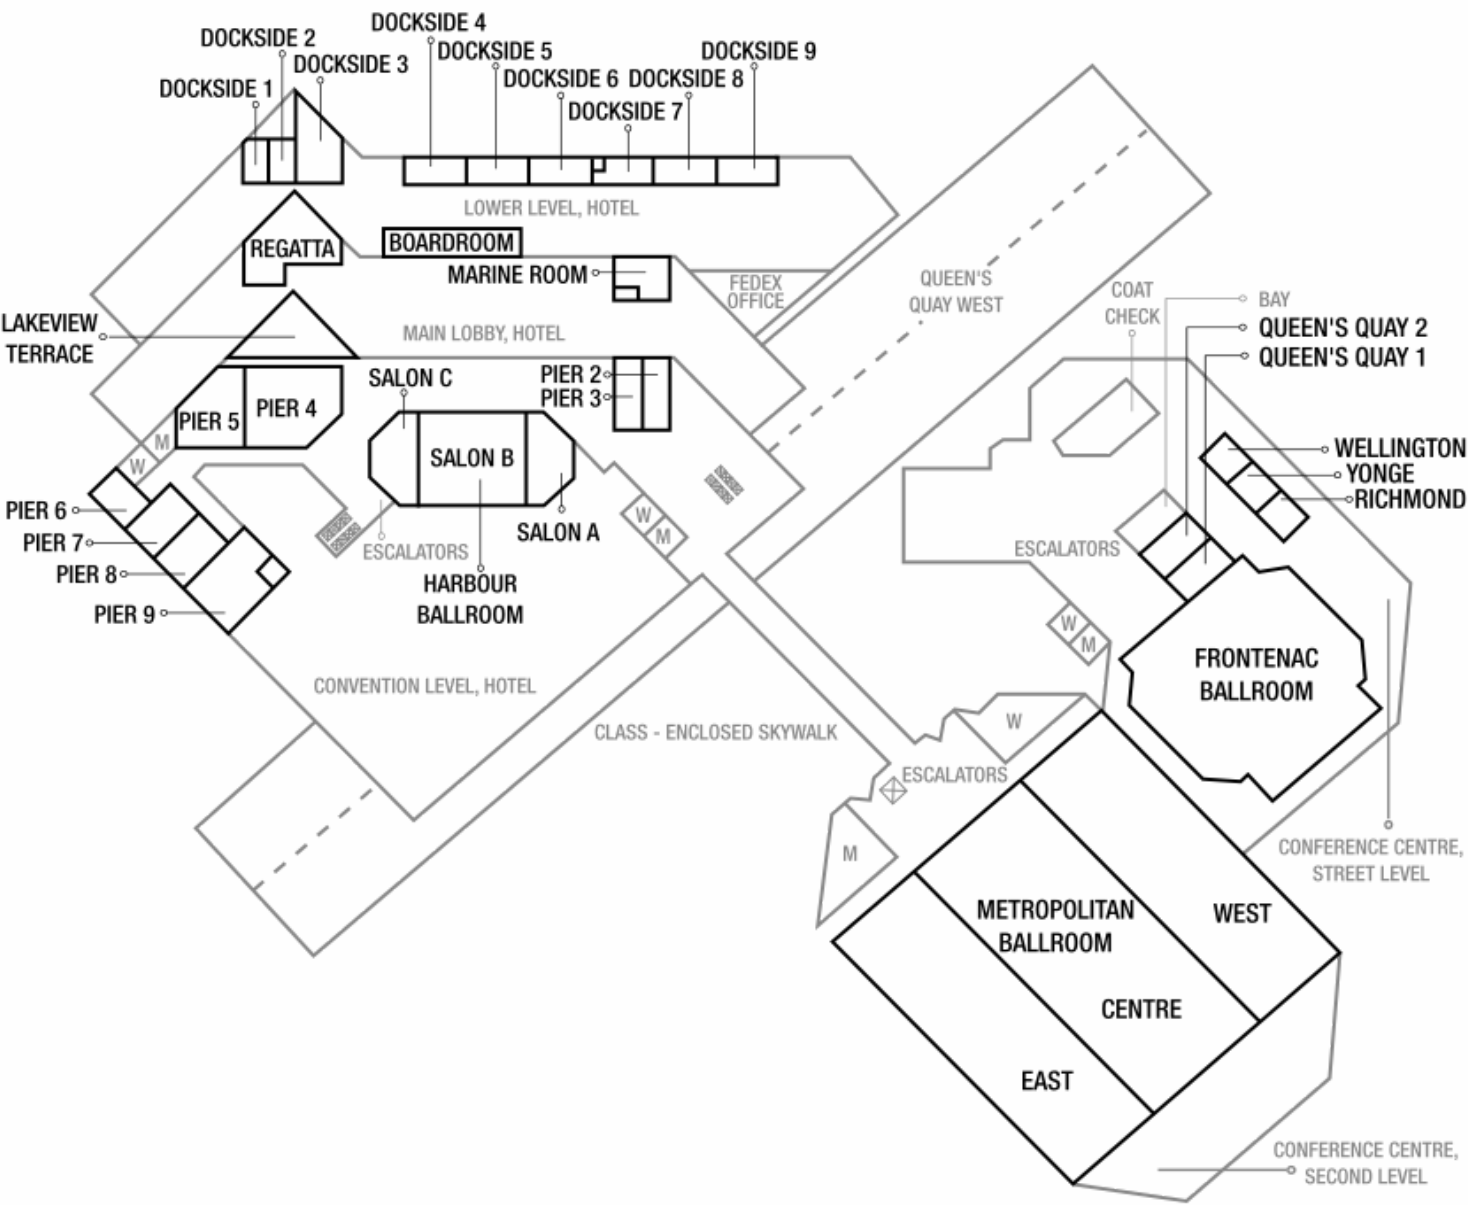 DOCKSIDE 4
DOCKSIDE 2
DOCKSIDE 5
DOCKSIDE 9
DOCKSIDE 3
DOCKSIDE 6
DOCKSIDE 8
DOCKSIDE 1
DOCKSIDE 7
LOWER LEVEL, HOTEL
REGATTA
BOARDROOM
MARINE ROOM
FEDEX
OFFICE
QUEEN'S
QUAY WEST
COAT
CHECK
BAY
QUEEN'S QUAY 2
QUEEN'S QUAY 1
LAKEVIEW
TERRACE
MAIN LOBBY, HOTEL
SALON C
PIER 2
PIER 3
PIER 5
PIER 4
M
W
SALON B
WELLINGTON
YONGE
RICHMOND
PIER 6
PIER 7
PIER 8
PIER 9
ESCALATORS
SALON A
W
M
HARBOUR
BALLROOM
ESCALATORS
W
M
FRONTENAC
BALLROOM
CONVENTION LEVEL, HOTEL
CLASS - ENCLOSED SKYWALK
W
ESCALATORS
M
CONFERENCE CENTRE,
STREET LEVEL
METROPOLITAN
BALLROOM
WEST
CENTRE
EAST
CONFERENCE CENTRE,
SECOND LEVEL